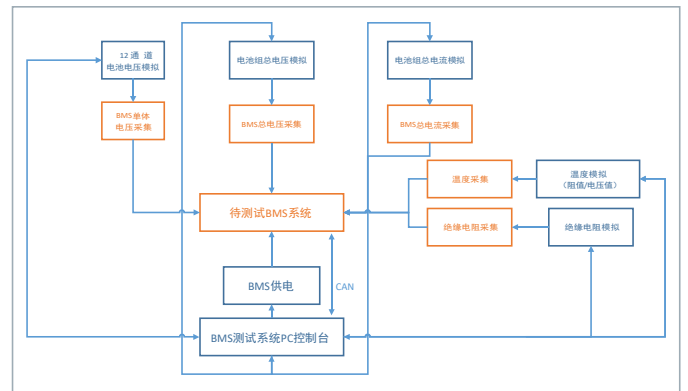 12 通 道
电池电压模拟
电池组总电压模拟
电池组总电流模拟
BMS单体
电压采集
BMS总电压采集
BMS总电流采集
温度采集
温度模拟
（阻值/电压值）
待测试BMS系统
绝缘电阻采集
绝缘电阻模拟
BMS供电
CAN
BMS测试系统PC控制台